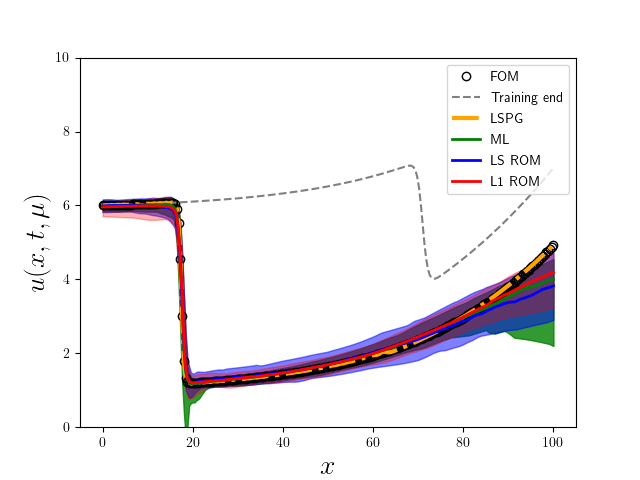 10
8
6
4
2
0
u(x, t, μ)
0
20
40
60
80
100
x
FOM
Training end
LSPG
ML
LS ROM
L1 ROM